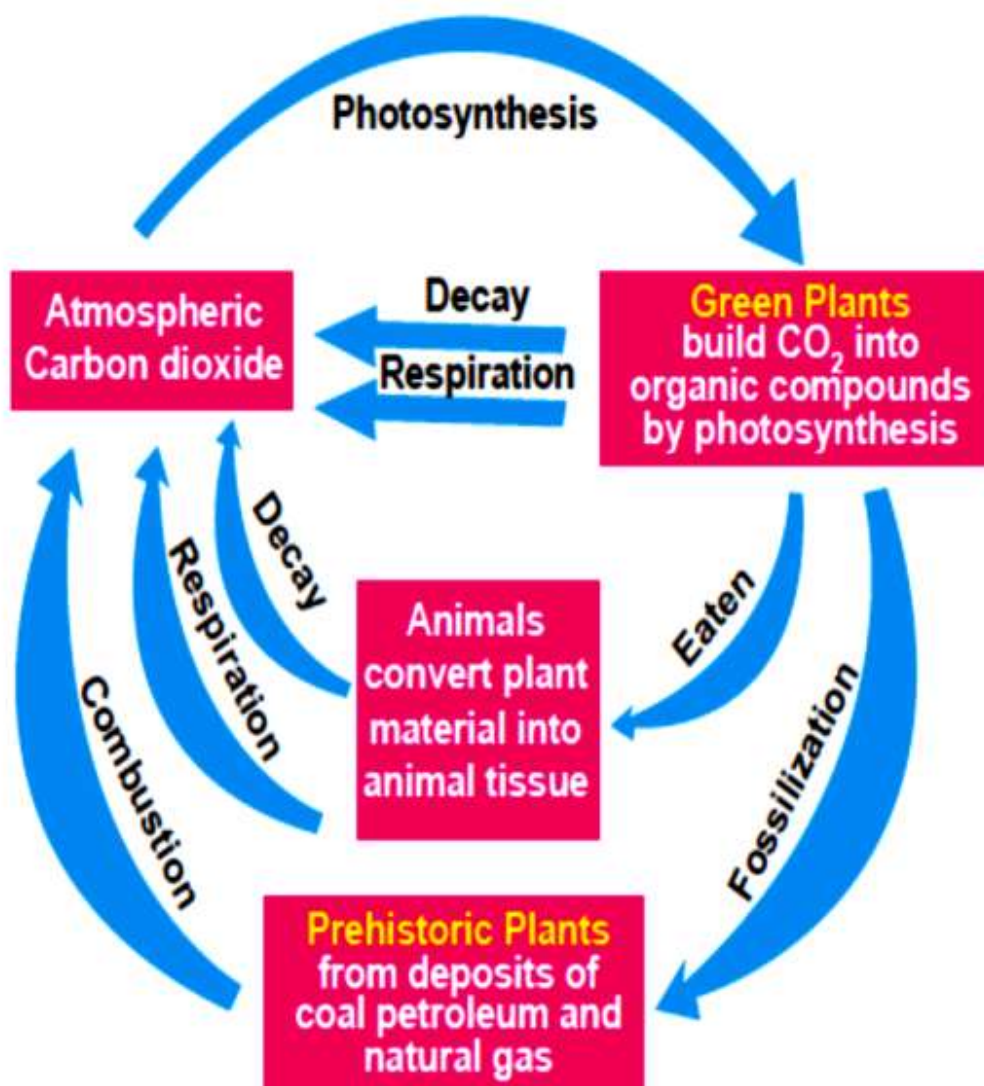 Photosynthesis
Atmospheric
Carbon dioxide
Decay
Respiration
Green Plants
build CO₂ into
organic compounds
by photosynthesis
Decay
Respiration
Combustion
Animals
convert plant
material into
animal tissue
Eaten
Fossilization
Prehistoric Plants
from deposits of
coal petroleum and
natural gas